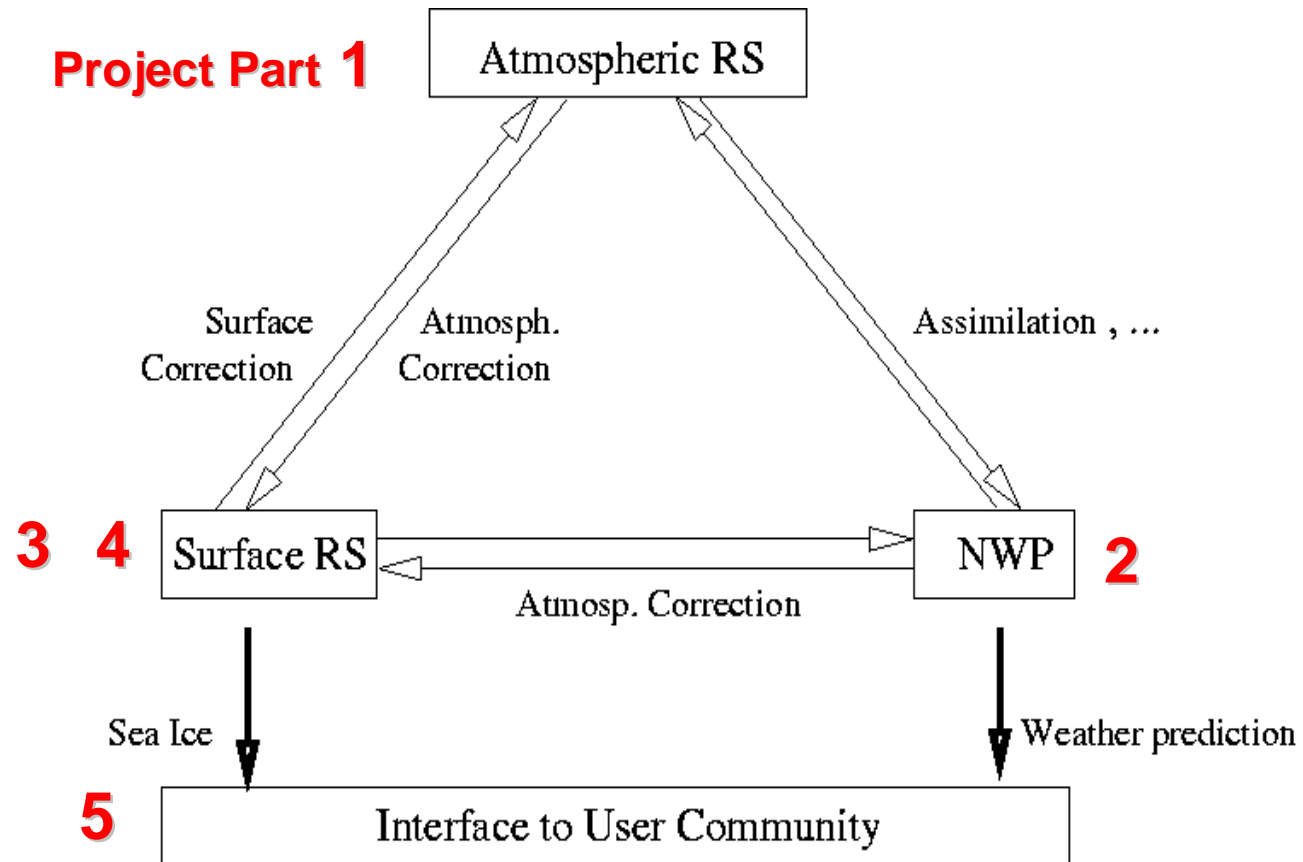 Project Part 1
Atmospheric RS
Surface
Correction
Atmosph.
Correction
Assimilation , ...
3 4
Surface RS
NWP
2
Atmosp. Correction
Sea Ice
Weather prediction
5
Interface to User Community